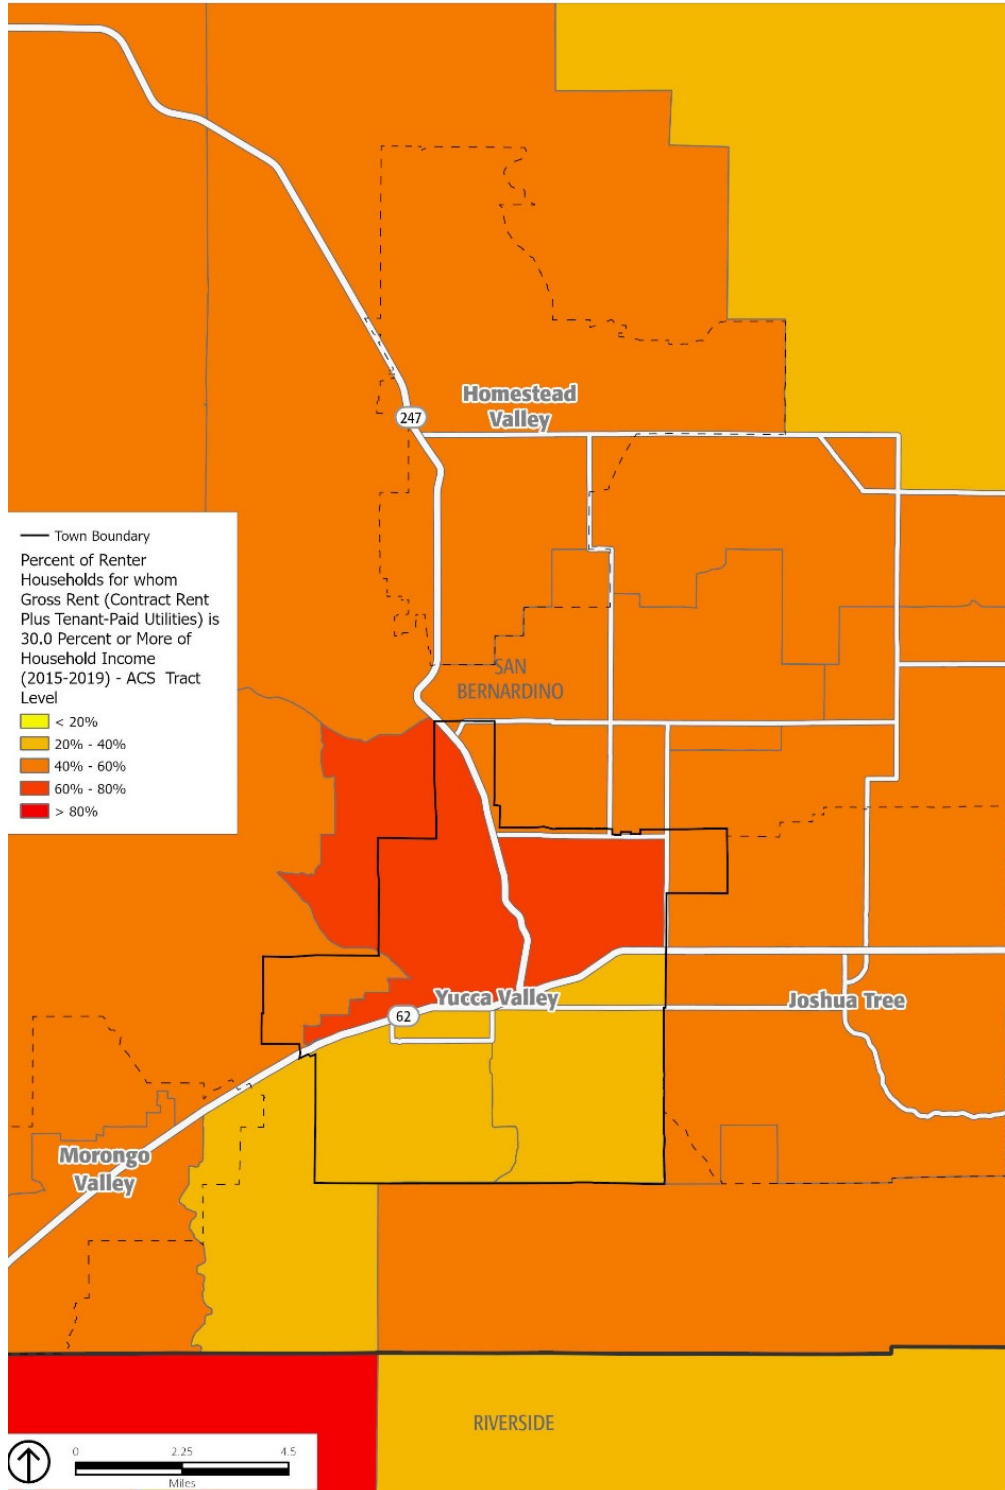 Homestead
Valley
247
Town Boundary
Percent of Renter
Households for whom
Gross Rent (Contract Rent
Plus Tenant-Paid Utilities) is
30.0 Percent or More of
Household Income
(2015-2019) - ACS Tract
Level
< 20%
20% - 40%
40% - 60%
60% - 80%
> 80%
SAN
BERNARDINO
Yucca Valley
Joshua Tree
62
Morongo
Valley
RIVERSIDE
0 2.25 4.5
Miles